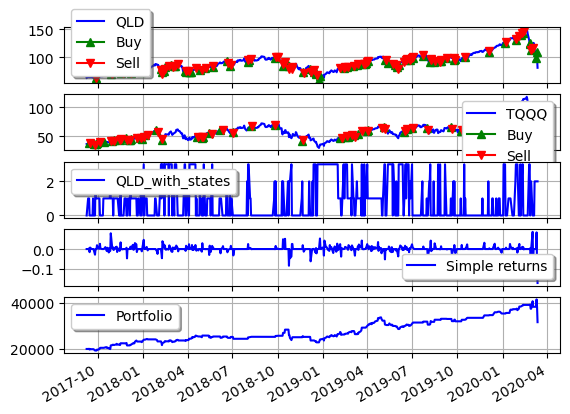 150
100
QLD
Buy
Sell
100
50
TQQQ
Buy
Sell
2
0
QLD_with_states
0.0
−0.1
Simple returns
40000
20000
Portfolio
2017-10 2018-01 2018-04 2018-07 2018-10 2019-01 2019-04 2019-07 2019-10 2020-01 2020-04